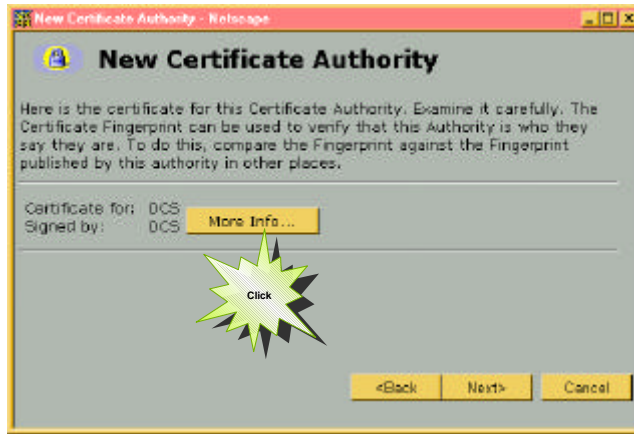 New Certificate Authority - Netscape
New Certificate Authority
Here is the certificate for this Certificate Authority. Examine it carefully. The
Certificate Fingerprint can be used to verify that this Authority is who they
say they are. To do this, compare the Fingerprint against the Fingerprint
published by this authority in other places.
Certificate for: DCS
Signed by: DCS
More Info...
Click
<Back Next> Cancel